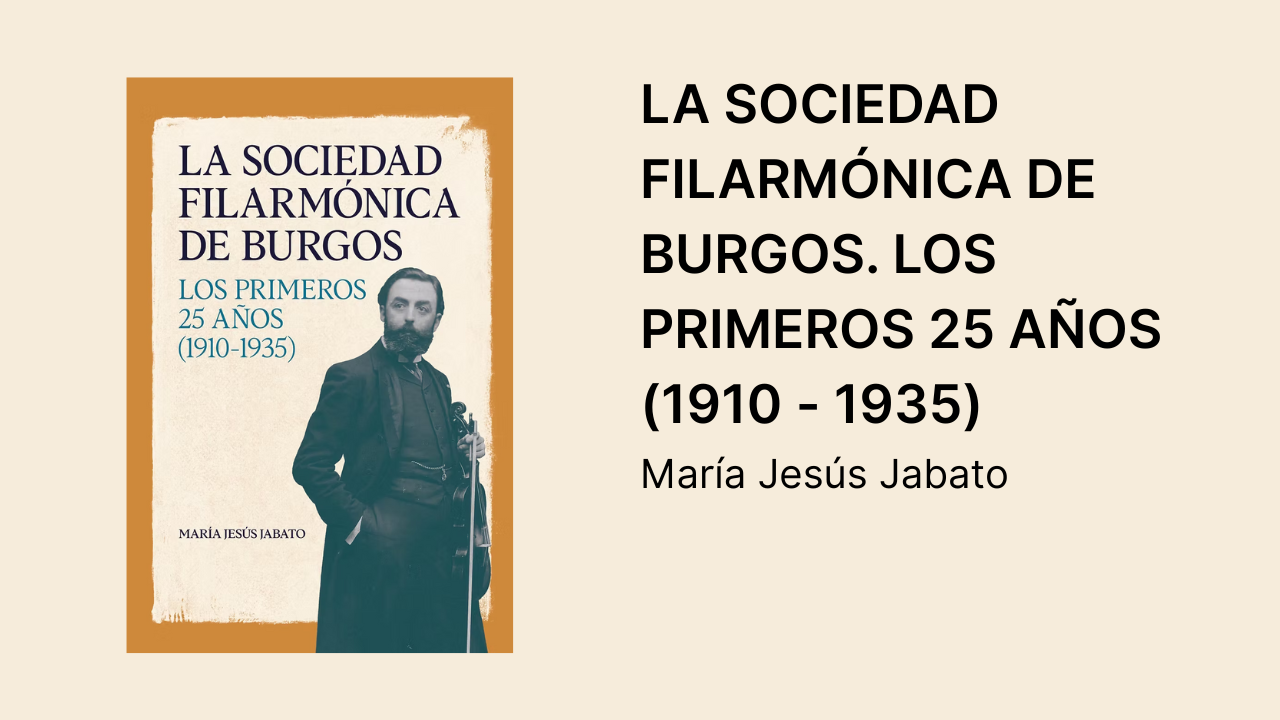 LA SOCIEDAD
FILARMÓNICA
DE BURGOS
LOS PRIMEROS
25 AÑOS
(1910-1935)
MARÍA JESÚS JABATO
LA SOCIEDAD
FILARMÓNICA DE
BURGOS. LOS
PRIMEROS 25 AÑOS
(1910 - 1935)
María Jesús Jabato